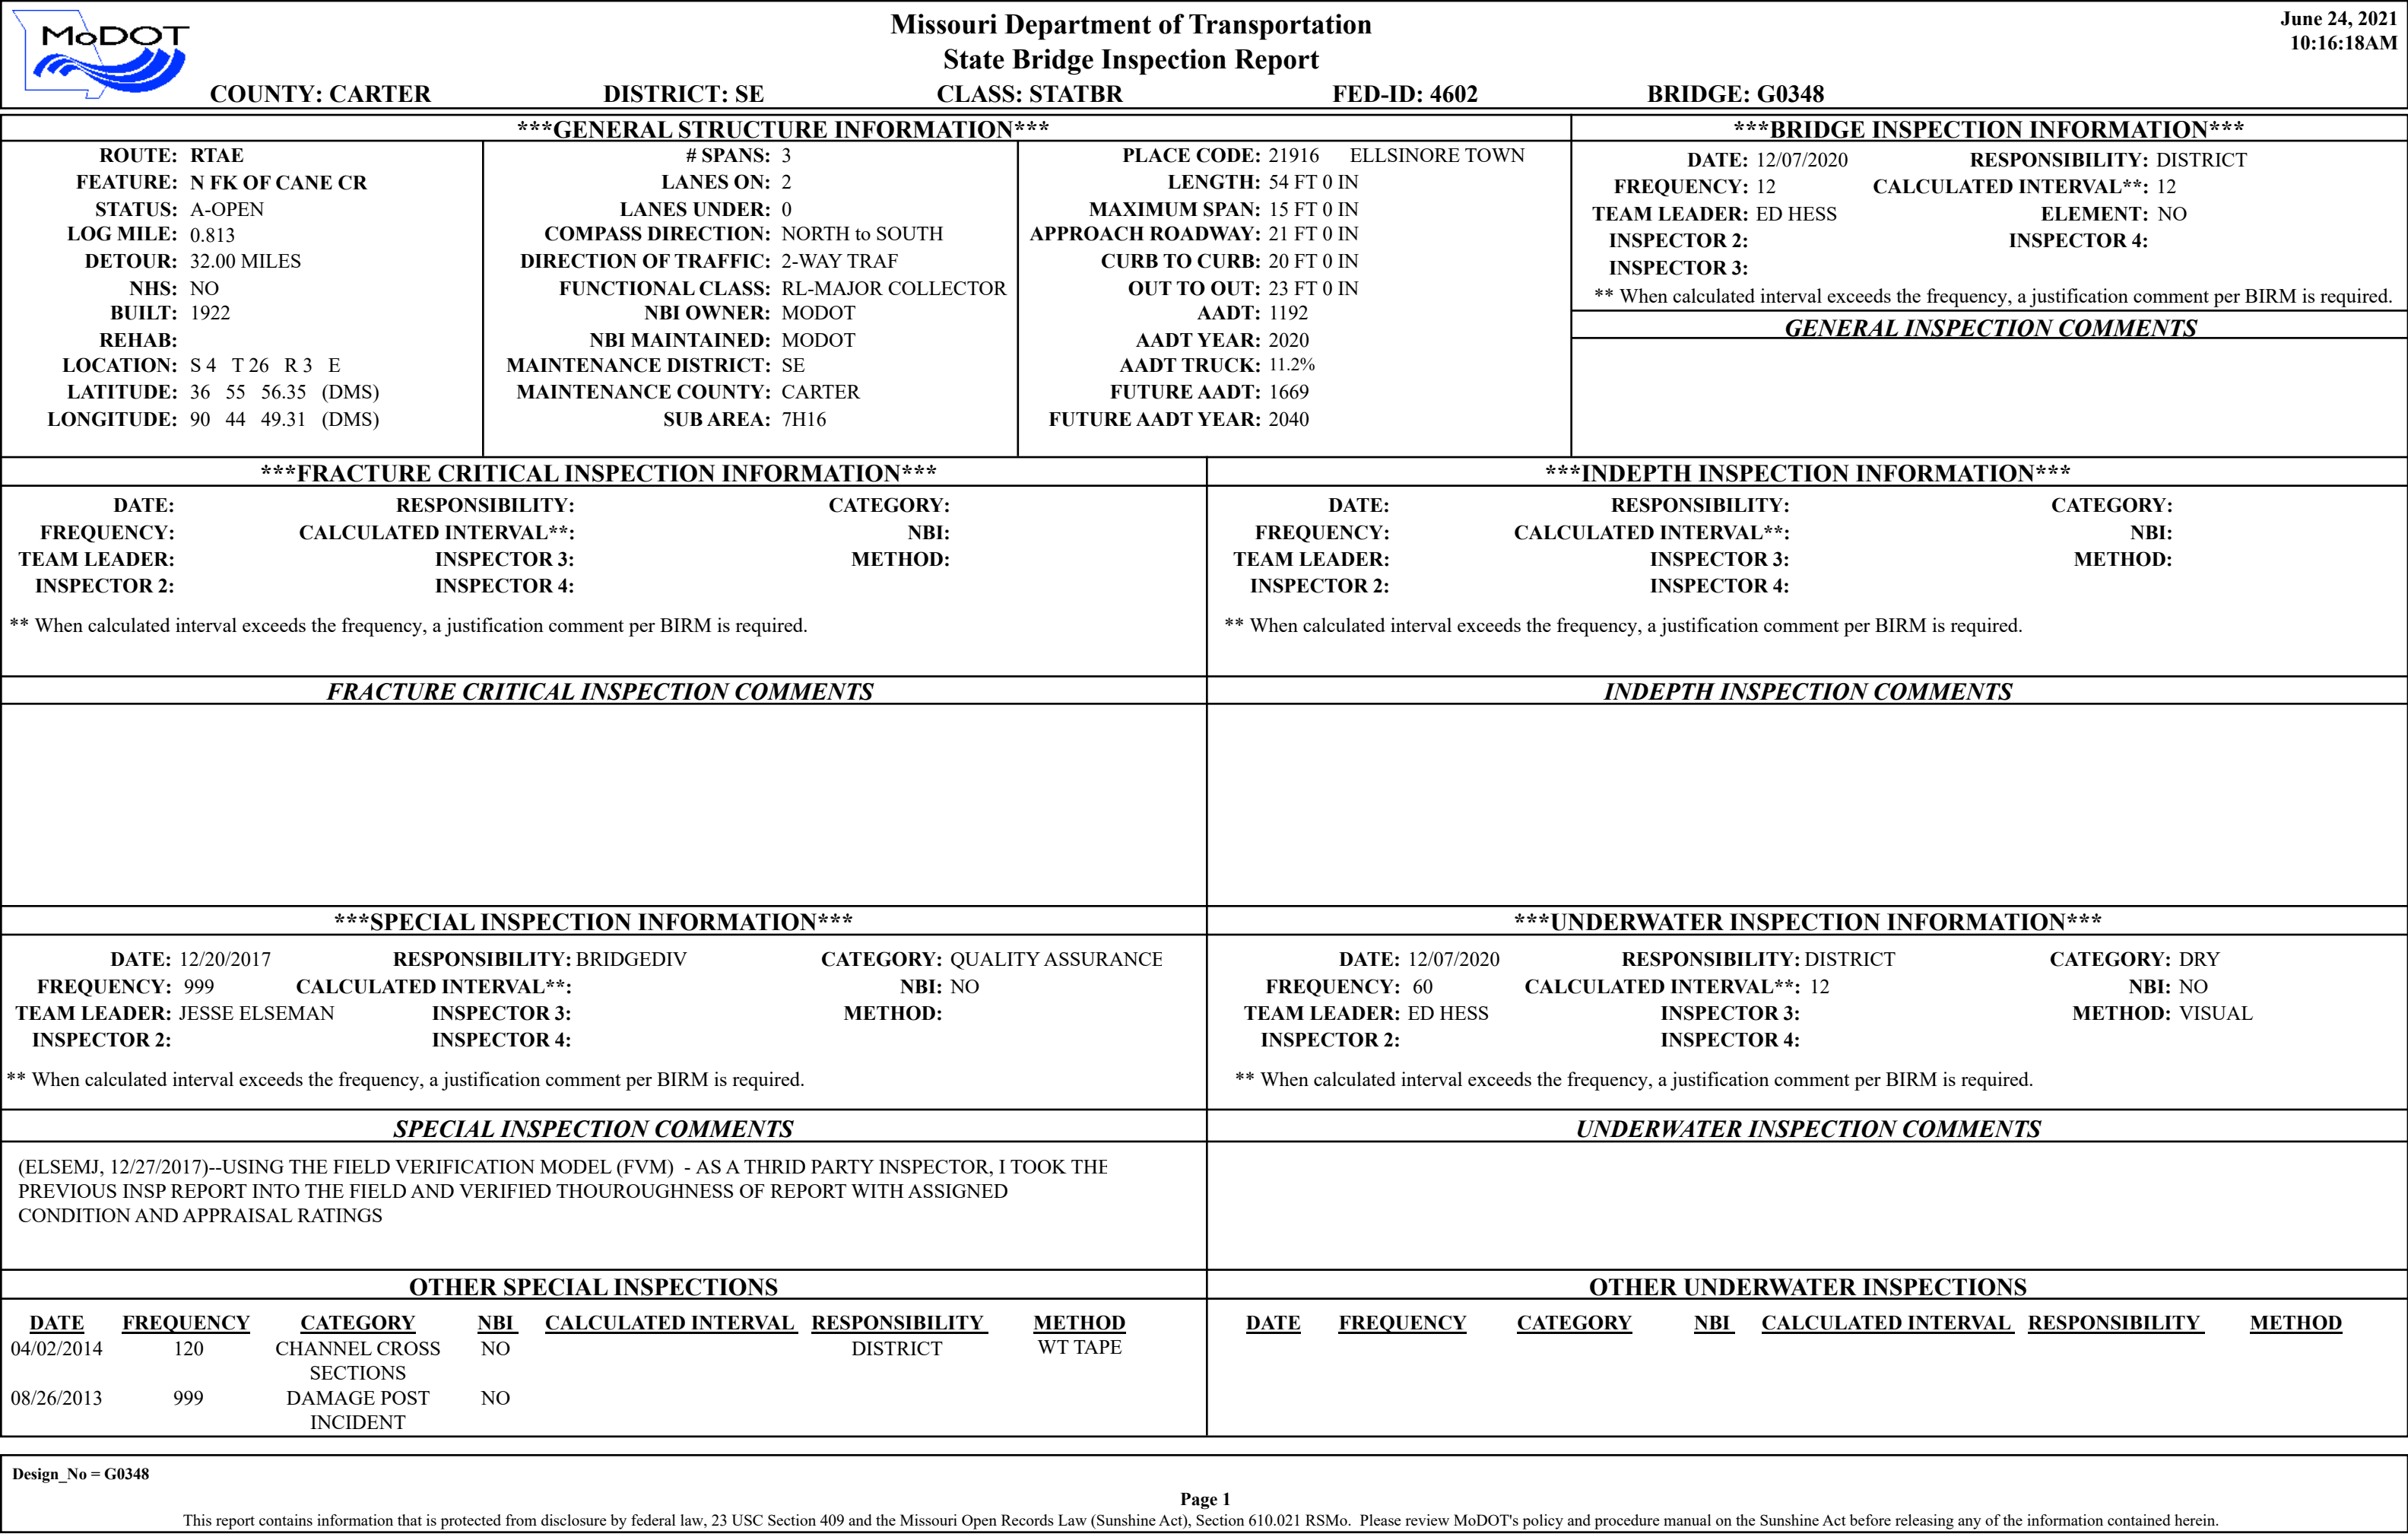 MoDOT
Missouri Department of Transportation
State Bridge Inspection Report
June 24, 2021
10:16:18AM
COUNTY: CARTER DISTRICT: SE CLASS: STATBR FED-ID: 4602 BRIDGE: G0348
***GENERAL STRUCTURE INFORMATION***
ROUTE: RTAE
FEATURE: N FK OF CANE CR
STATUS: A-OPEN
LOG MILE: 0.813
DETOUR: 32.00 MILES
NHS: NO
BUILT: 1922
REHAB:
LOCATION: S 4 T 26 R 3 E
LATITUDE: 36 55 56.35 (DMS)
LONGITUDE: 90 44 49.31 (DMS)
# SPANS: 3
LANES ON: 2
LANES UNDER: 0
COMPASS DIRECTION: NORTH to SOUTH
DIRECTION OF TRAFFIC: 2-WAY TRAF
FUNCTIONAL CLASS: RL-MAJOR COLLECTOR
NBI OWNER: MODOT
NBI MAINTAINED: MODOT
MAINTENANCE DISTRICT: SE
MAINTENANCE COUNTY: CARTER
SUB AREA: 7H16
PLACE CODE: 21916 ELLSINORE TOWN
LENGTH: 54 FT 0 IN
MAXIMUM SPAN: 15 FT 0 IN
APPROACH ROADWAY: 21 FT 0 IN
CURB TO CURB: 20 FT 0 IN
OUT TO OUT: 23 FT 0 IN
AADT: 1192
AADT YEAR: 2020
AADT TRUCK: 11.2%
FUTURE AADT: 1669
FUTURE AADT YEAR: 2040
***BRIDGE INSPECTION INFORMATION***
DATE: 12/07/2020 RESPONSIBILITY: DISTRICT
FREQUENCY: 12 CALCULATED INTERVAL**: 12
TEAM LEADER: ED HESS ELEMENT: NO
INSPECTOR 2: INSPECTOR 4:
INSPECTOR 3:
** When calculated interval exceeds the frequency, a justification comment per BIRM is required.
GENERAL INSPECTION COMMENTS
***FRACTURE CRITICAL INSPECTION INFORMATION***
DATE: RESPONSIBILITY: CATEGORY:
FREQUENCY: CALCULATED INTERVAL**: NBI:
TEAM LEADER: INSPECTOR 3: METHOD:
INSPECTOR 2: INSPECTOR 4:
** When calculated interval exceeds the frequency, a justification comment per BIRM is required.
FRACTURE CRITICAL INSPECTION COMMENTS
***INDEPTH INSPECTION INFORMATION***
DATE: RESPONSIBILITY: CATEGORY:
FREQUENCY: CALCULATED INTERVAL**: NBI:
TEAM LEADER: INSPECTOR 3: METHOD:
INSPECTOR 2: INSPECTOR 4:
** When calculated interval exceeds the frequency, a justification comment per BIRM is required.
INDEPTH INSPECTION COMMENTS
***SPECIAL INSPECTION INFORMATION***
DATE: 12/20/2017 RESPONSIBILITY: BRIDGEDIV CATEGORY: QUALITY ASSURANCE
FREQUENCY: 999 CALCULATED INTERVAL**: NBI: NO
TEAM LEADER: JESSE ELSEMAN INSPECTOR 3: METHOD:
INSPECTOR 2: INSPECTOR 4:
** When calculated interval exceeds the frequency, a justification comment per BIRM is required.
SPECIAL INSPECTION COMMENTS
(ELSEMJ, 12/27/2017)--USING THE FIELD VERIFICATION MODEL (FVM) - AS A THRID PARTY INSPECTOR, I TOOK THE
PREVIOUS INSP REPORT INTO THE FIELD AND VERIFIED THOUROUGHNESS OF REPORT WITH ASSIGNED
CONDITION AND APPRAISAL RATINGS
***UNDERWATER INSPECTION INFORMATION***
DATE: 12/07/2020 RESPONSIBILITY: DISTRICT CATEGORY: DRY
FREQUENCY: 60 CALCULATED INTERVAL**: 12 NBI: NO
TEAM LEADER: ED HESS INSPECTOR 3: METHOD: VISUAL
INSPECTOR 2: INSPECTOR 4:
** When calculated interval exceeds the frequency, a justification comment per BIRM is required.
UNDERWATER INSPECTION COMMENTS
OTHER SPECIAL INSPECTIONS
DATE FREQUENCY CATEGORY NBI CALCULATED INTERVAL RESPONSIBILITY METHOD
04/02/2014 120 CHANNEL CROSS NO DISTRICT WT TAPE
SECTIONS
08/26/2013 999 DAMAGE POST NO
INCIDENT
OTHER UNDERWATER INSPECTIONS
DATE FREQUENCY CATEGORY NBI CALCULATED INTERVAL RESPONSIBILITY METHOD
Design_No = G0348
Page 1
This report contains information that is protected from disclosure by federal law, 23 USC Section 409 and the Missouri Open Records Law (Sunshine Act), Section 610.021 RSMo. Please review MoDOT's policy and procedure manual on the Sunshine Act before releasing any of the information contained herein.